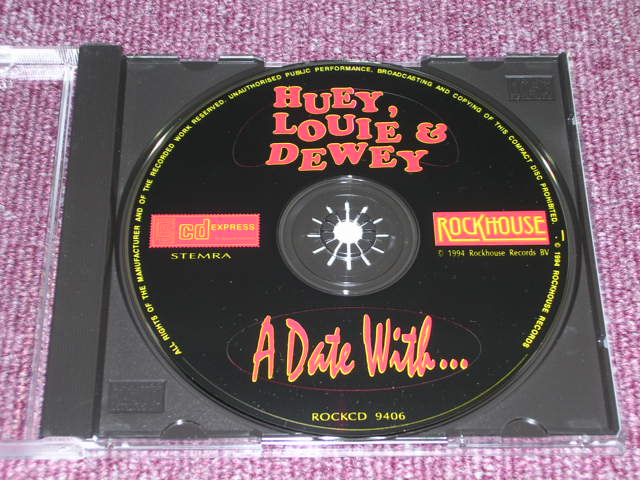 ALL RIGHTS OF THE MANUFACTURER AND OF THE RECORDED WORK RESERVED. UNAUTHORISED PUBLIC PERFORMANCE, BROADCASTING AND COPYING OF THIS COMPACT DISC PROHIBITED.
HUEY,
LOUIE &
DEWEY
cd EXPRESS
STEMRA
ROCKHOUSE
© 1994 Rockhouse Records BV
© 1994 ROCKHOUSE RECORDS
A Date With...
ROCKCD 9406